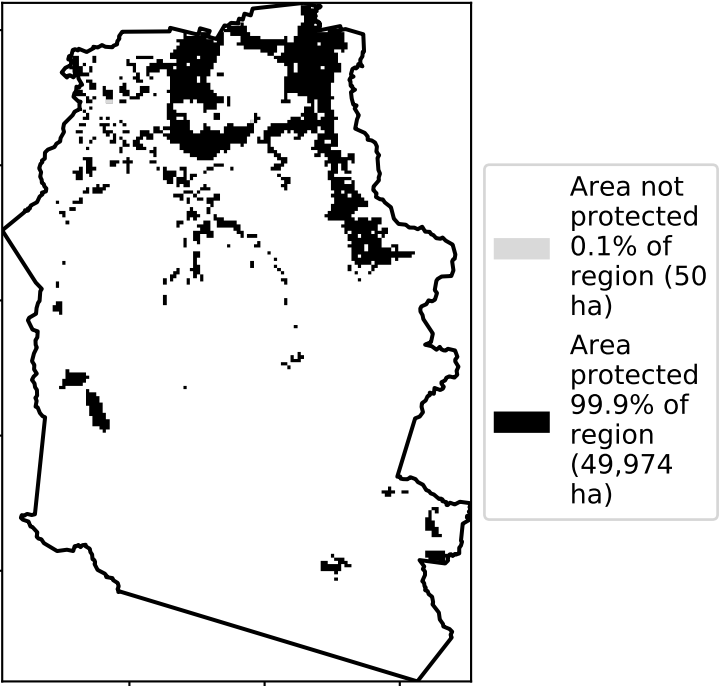 Area not
protected
0.1% of
region (50
ha)
Area
protected
99.9% of
region
(49,974
ha)